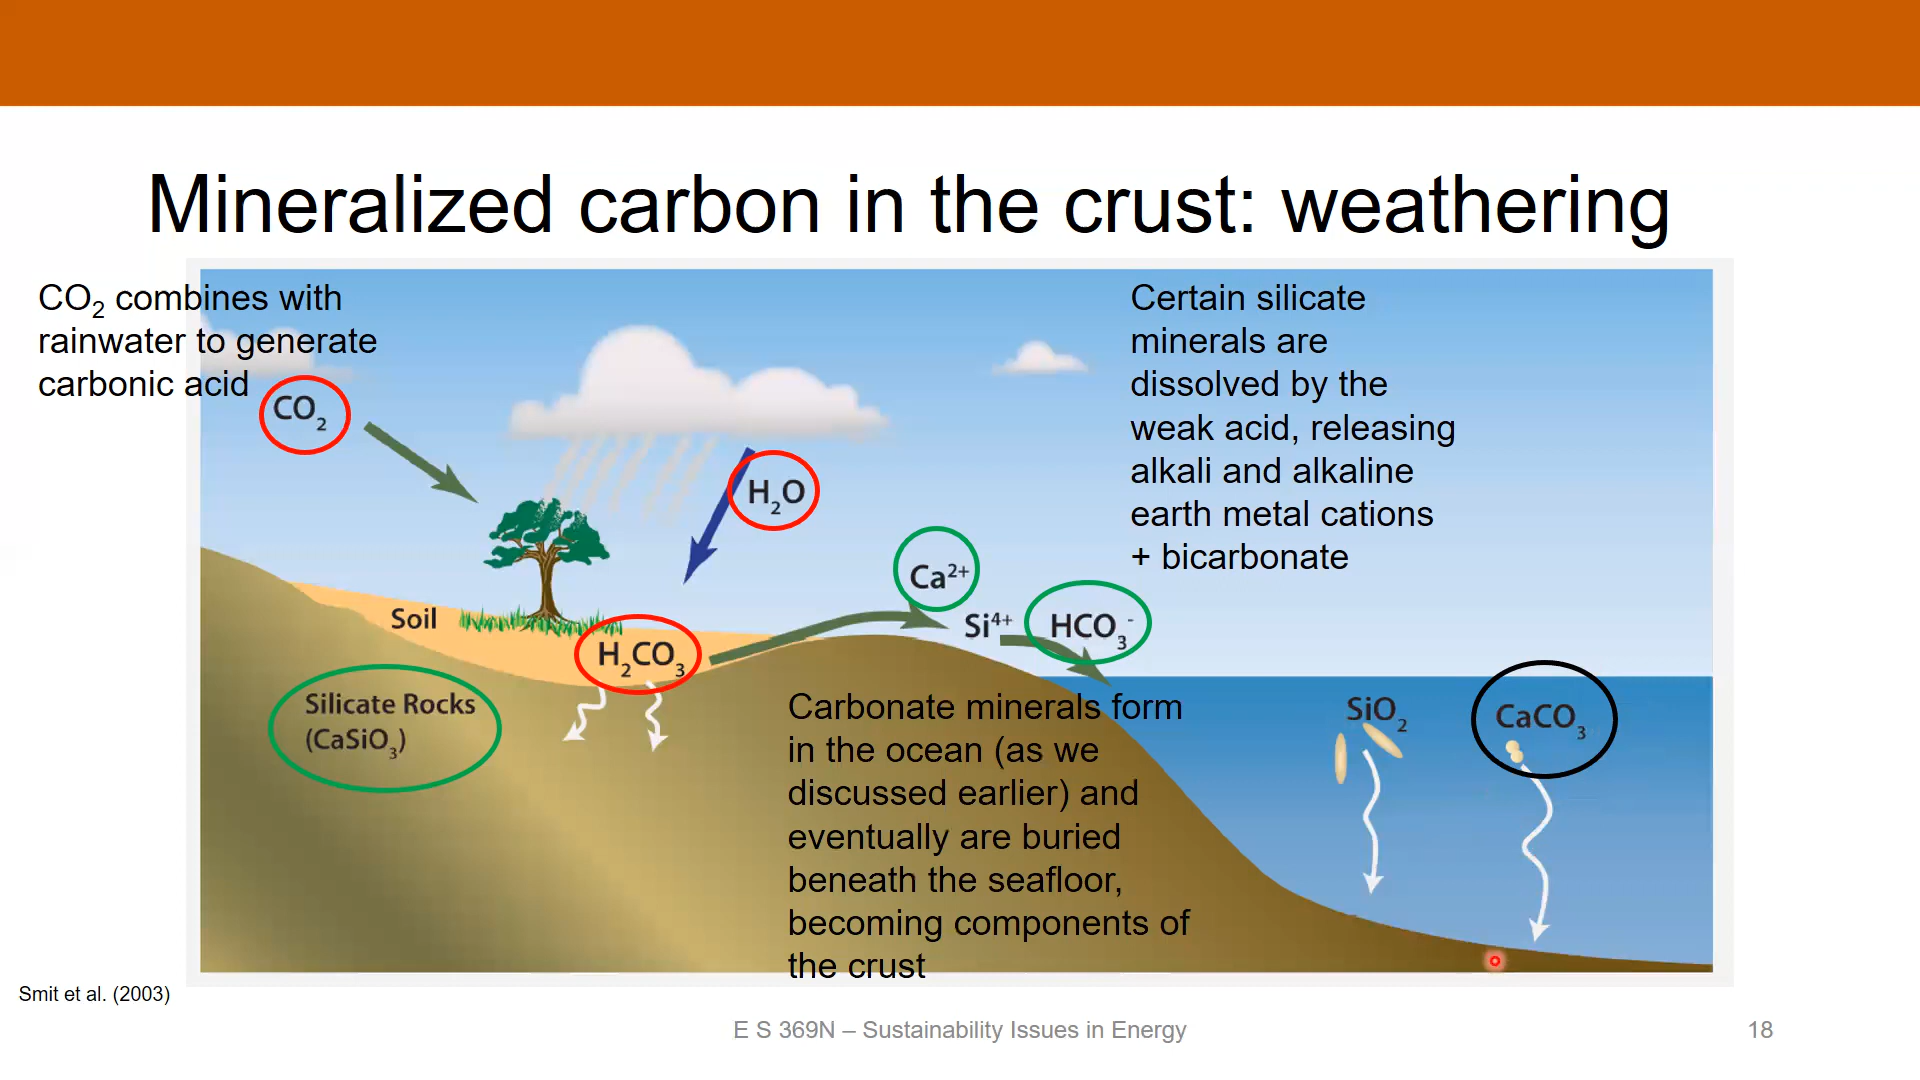 Mineralized carbon in the crust: weathering
CO₂ combines with
rainwater to generate
carbonic acid
CO₂
H₂O
Certain silicate
minerals are
dissolved by the
weak acid, releasing
alkali and alkaline
earth metal cations
+ bicarbonate
Ca²⁺
Si⁴⁺ HCO₃⁻
Soil
H₂CO₃
Silicate Rocks
(CaSiO₃)
Carbonate minerals form
in the ocean (as we
discussed earlier) and
eventually are buried
beneath the seafloor,
becoming components of
the crust
SiO₂
CaCO₃
Smit et al. (2003)
E S 369N – Sustainability Issues in Energy
18